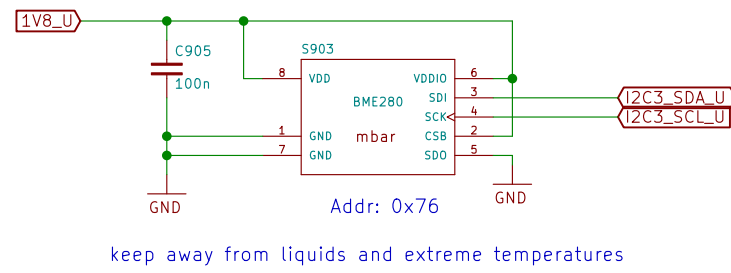 1V8_U
C905
100n
S903
8 VDD VDDIO 6
SDI 3 I2C3_SDA_U
BME280
SCK 4 I2C3_SCL_U
1 GND mbar CSB 2
7 GND SDO 5
GND
GND
Addr: 0x76
keep away from liquids and extreme temperatures